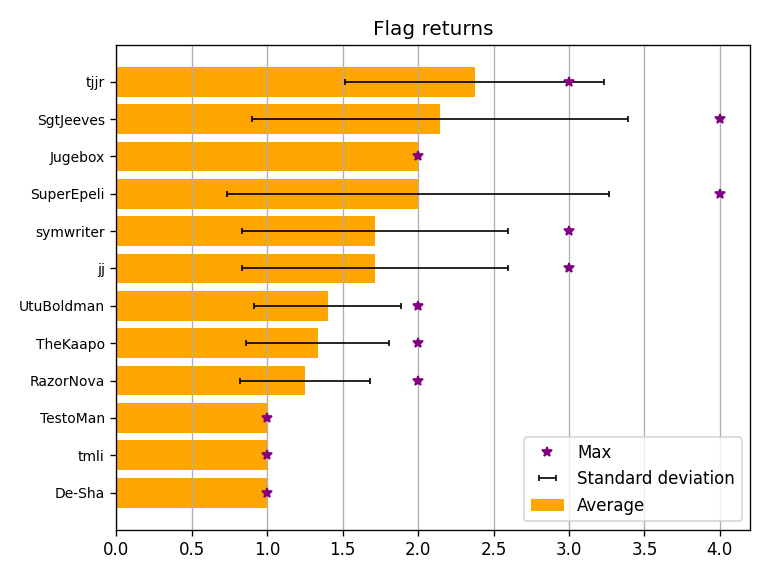 Flag returns
tjjr
SgtJeeves
Jugebox
SuperEpeli
symwriter
jj
UtuBoldman
TheKaapo
RazorNova
TestoMan
tmli
De-Sha
Max
Standard deviation
Average
0.0 0.5 1.0 1.5 2.0 2.5 3.0 3.5 4.0